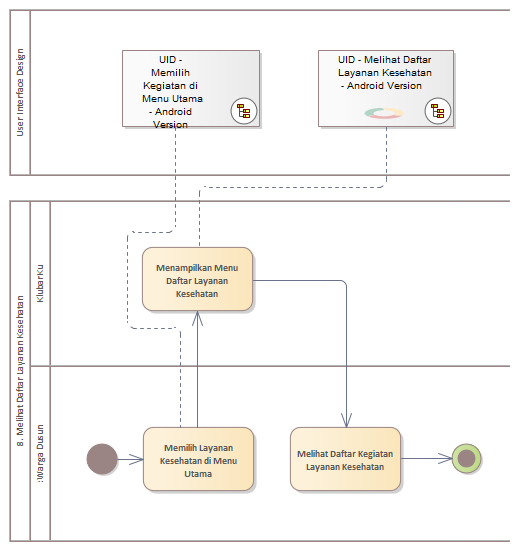 User Interface Design
UID -
Memilih
Kegiatan di
Menu Utama
- Android
Version
UID - Melihat Daftar
Layanan Kesehatan
- Android Version
8. Melihat Daftar Layanan Kesehatan
KlubarKu
Menampilkan Menu
Daftar Layanan
Kesehatan
:Warga Dusun
Memilih Layanan
Kesehatan di Menu
Utama
Melihat Daftar Kegiatan
Layanan Kesehatan